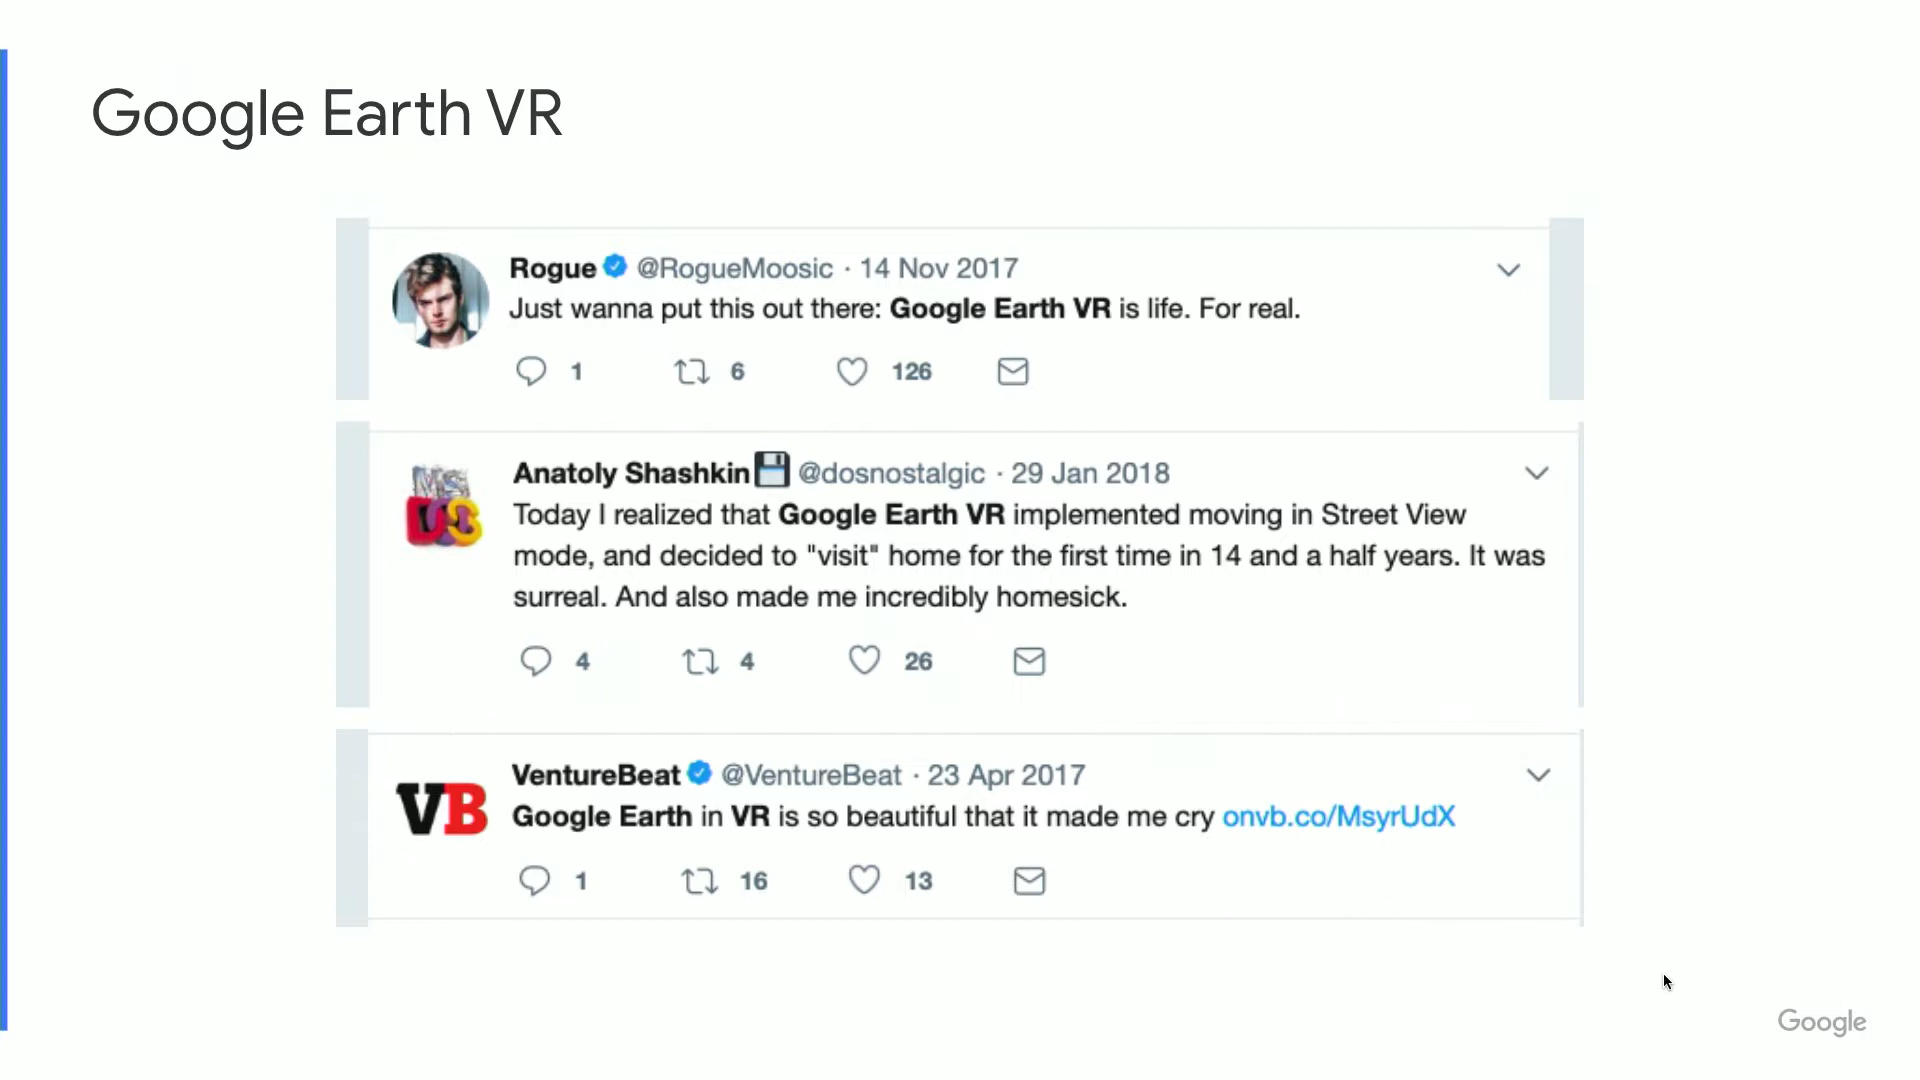 Google Earth VR
Rogue @RogueMoosic · 14 Nov 2017
Just wanna put this out there: Google Earth VR is life. For real.
1 6 126
MS
DOS
Anatoly Shashkin💾 @dosnostalgic · 29 Jan 2018
Today I realized that Google Earth VR implemented moving in Street View
mode, and decided to "visit" home for the first time in 14 and a half years. It was
surreal. And also made me incredibly homesick.
4 4 26
VB
VentureBeat @VentureBeat · 23 Apr 2017
Google Earth in VR is so beautiful that it made me cry onvb.co/MsyrUdX
1 16 13
Google